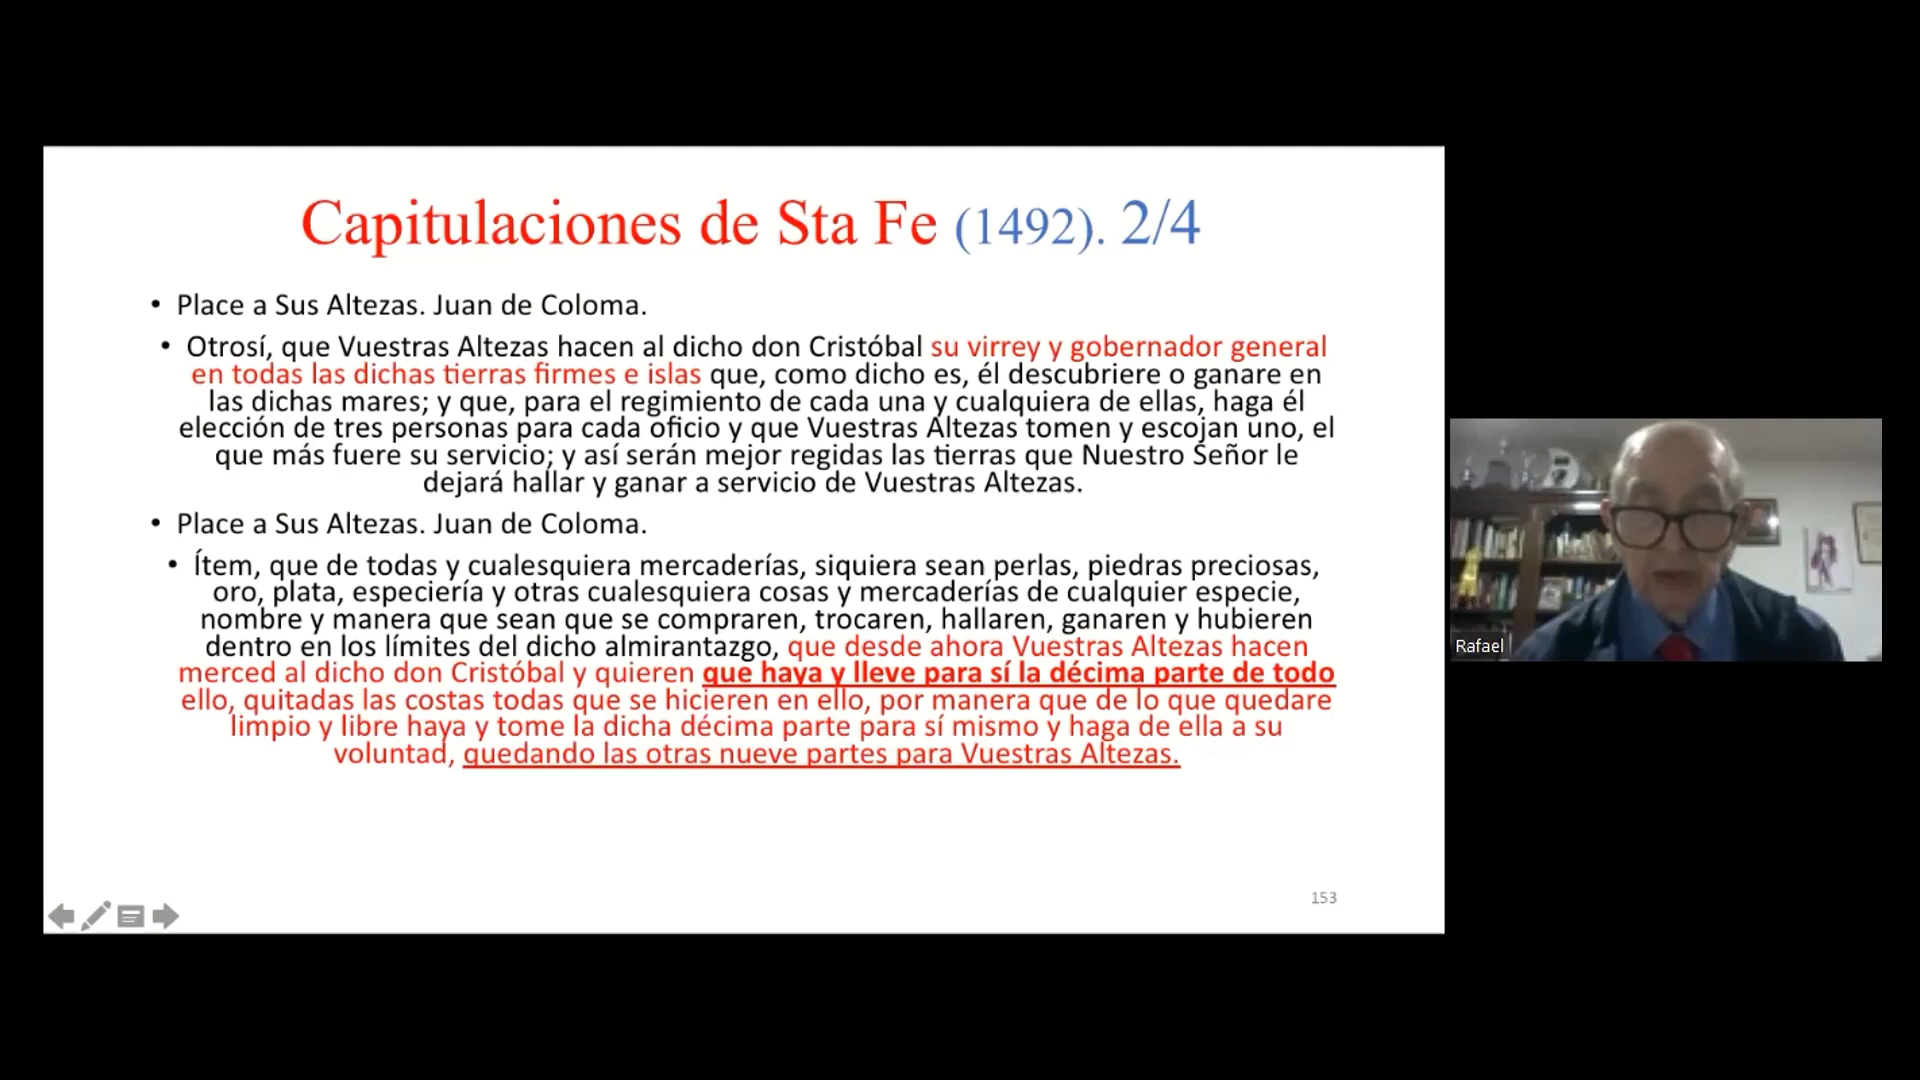 Capitulaciones de Sta Fe (1492). 2/4
• Place a Sus Altezas. Juan de Coloma.
• Otrosí, que Vuestras Altezas hacen al dicho don Cristóbal su virrey y gobernador general
en todas las dichas tierras firmes e islas que, como dicho es, él descubriere o ganare en
las dichas mares; y que, para el regimiento de cada una y cualquiera de ellas, haga él
elección de tres personas para cada oficio y que Vuestras Altezas tomen y escojan uno, el
que más fuere su servicio; y así serán mejor regidas las tierras que Nuestro Señor le
dejará hallar y ganar a servicio de Vuestras Altezas.
• Place a Sus Altezas. Juan de Coloma.
• Ítem, que de todas y cualesquiera mercaderías, siquiera sean perlas, piedras preciosas,
oro, plata, especiería y otras cualesquiera cosas y mercaderías de cualquier especie,
nombre y manera que sean que se compraren, trocaren, hallaren, ganaren y hubieren
dentro en los límites del dicho almirantazgo, que desde ahora Vuestras Altezas hacen
merced al dicho don Cristóbal y quieren que haya y lleve para sí la décima parte de todo
ello, quitadas las costas todas que se hicieren en ello, por manera que de lo que quedare
limpio y libre haya y tome la dicha décima parte para sí mismo y haga de ella a su
voluntad, quedando las otras nueve partes para Vuestras Altezas.
153
Rafael